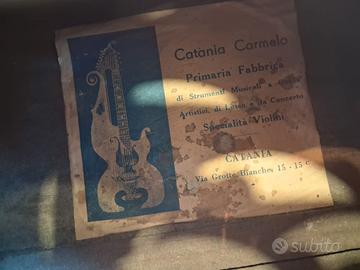 Catania Carmelo
Primaria Fabbrica
di Strumenti Musicali a Corde
Artistici, di Lusso e da Concerto
Specialità Violini
CATANIA
Via Grotte Bianche, 15 - 15 C
subito